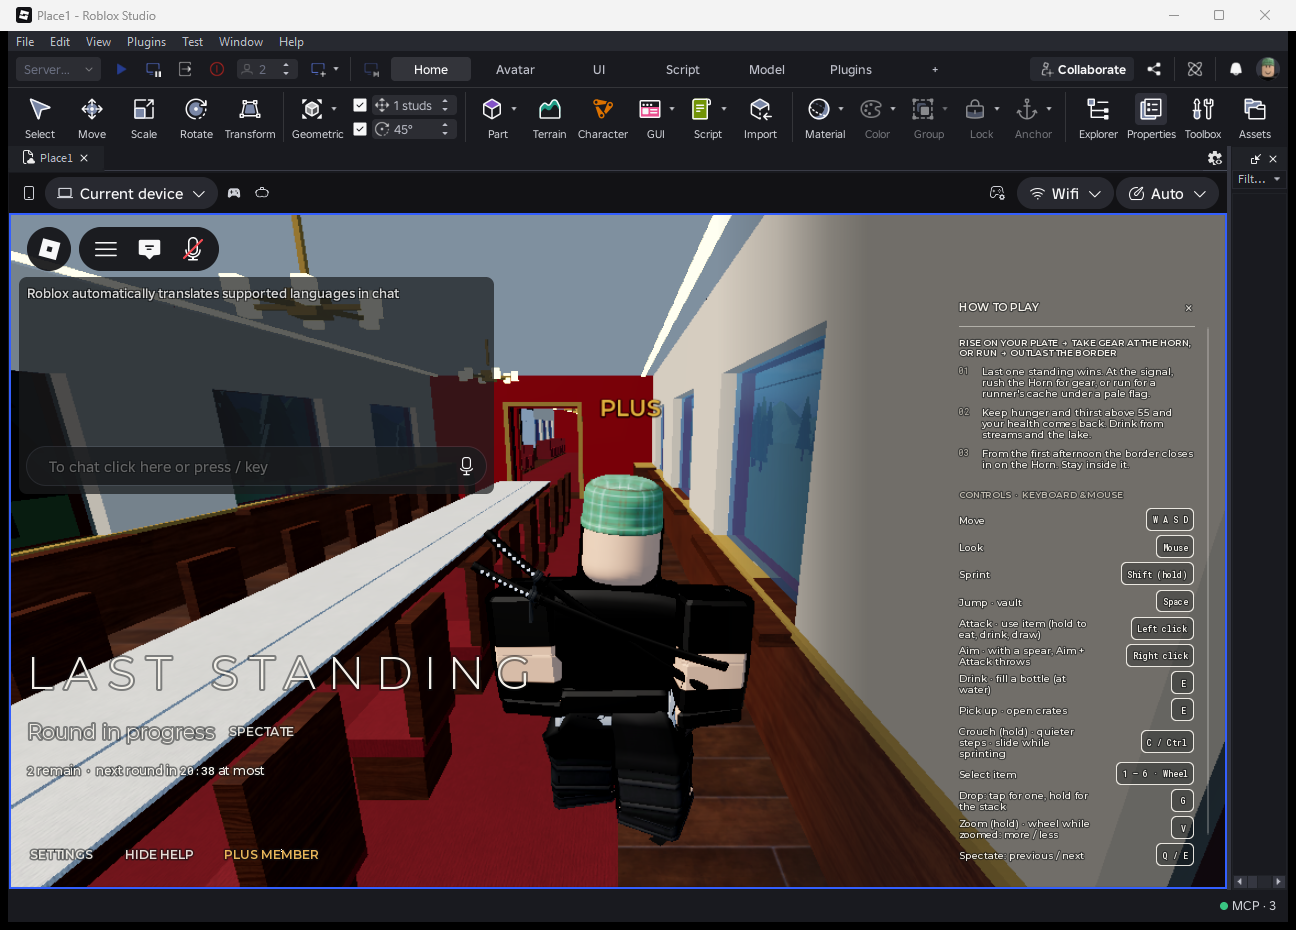 Place1 - Roblox Studio
File Edit View Plugins Test Window Help
Server... 2 Home Avatar UI Script Model Plugins + Collaborate
Select Move Scale Rotate Transform Geometric 1 studs 45° Part Terrain Character GUI Script Import Material Color Group Lock Anchor Explorer Properties Toolbox Assets
Place1
Current device Wifi Auto Filt...
Roblox automatically translates supported languages in chat
To chat click here or press / key
PLUS
LAST STANDING
Round in progress SPECTATE
2 remain · next round in 20:38 at most
SETTINGS HIDE HELP PLUS MEMBER
HOW TO PLAY
RISE ON YOUR PLATE → TAKE GEAR AT THE HORN,
OR RUN → OUTLAST THE BORDER
01 Last one standing wins. At the signal,
rush the Horn for gear, or run for a
runner's cache under a pale flag.
02 Keep hunger and thirst above 55 and
your health comes back. Drink from
streams and the lake.
03 From the first afternoon the border closes
in on the Horn. Stay inside it.
CONTROLS · KEYBOARD & MOUSE
Move W A S D
Look Mouse
Sprint Shift (hold)
Jump · vault Space
Attack · use item (hold to
eat, drink, draw) Left click
Aim · with a spear, Aim +
Attack throws Right click
Drink · fill a bottle (at
water) E
Pick up · open crates E
Crouch (hold) · quieter
steps · slide while
sprinting C / Ctrl
Select item 1 – 6 · Wheel
Drop: tap for one, hold for
the stack G
Zoom (hold) · wheel while
zoomed: more / less V
Spectate: previous / next Q / E
MCP · 3